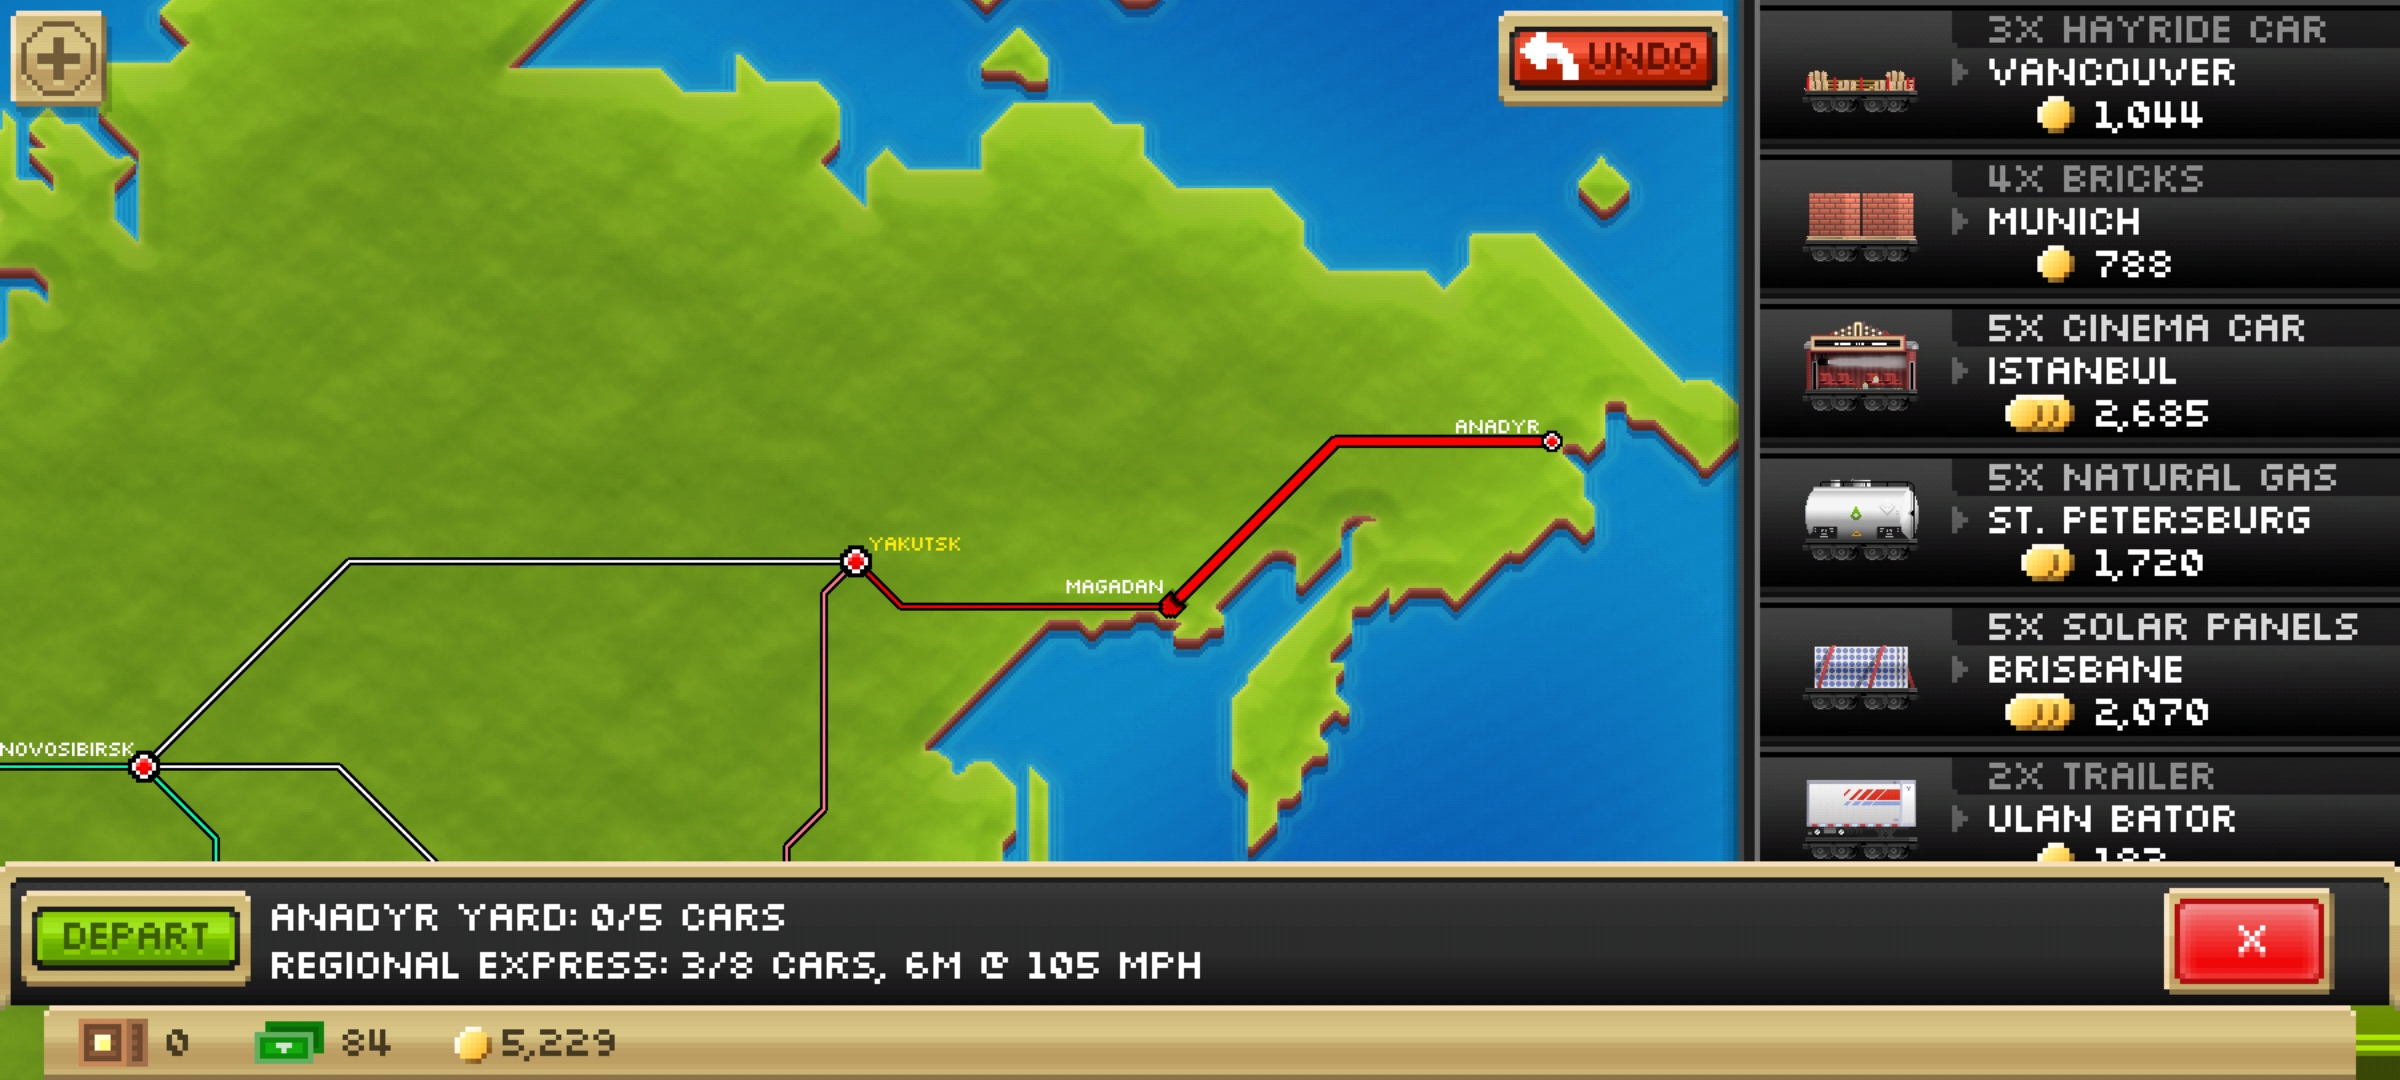 UNDO
ANADYR
YAKUTSK
MAGADAN
NOVOSIBIRSK
3X HAYRIDE CAR
VANCOUVER
1,044
4X BRICKS
MUNICH
788
5X CINEMA CAR
ISTANBUL
2,685
5X NATURAL GAS
ST. PETERSBURG
1,720
5X SOLAR PANELS
BRISBANE
2,070
2X TRAILER
ULAN BATOR
DEPART
ANADYR YARD: 0/5 CARS
REGIONAL EXPRESS: 3/8 CARS, 6M @ 105 MPH
X
0
84
5,229